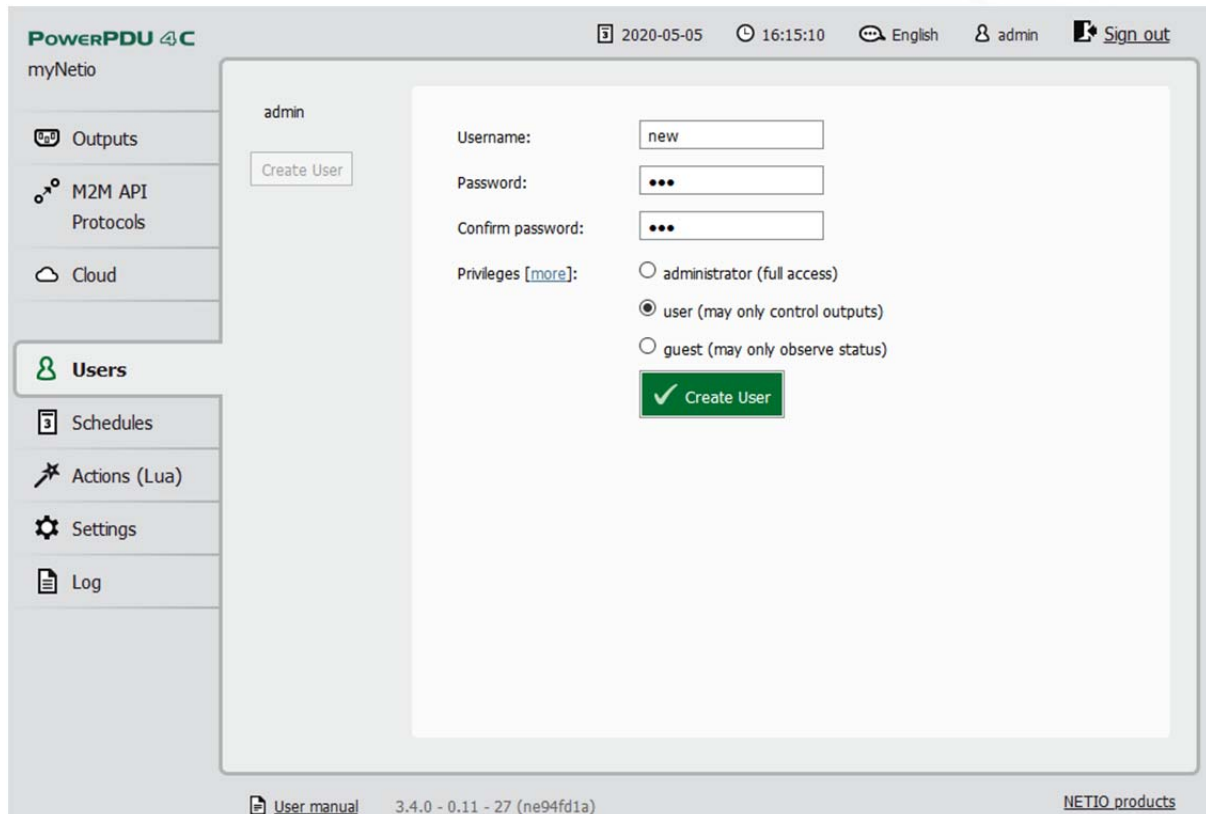 PowerPDU 4C
myNetio
3 2020-05-05 16:15:10 English admin Sign out
Outputs
M2M API
Protocols
Cloud
Users
3 Schedules
Actions (Lua)
Settings
Log
admin
Create User
Username: new
Password: •••
Confirm password: •••
Privileges [more]: administrator (full access)
user (may only control outputs)
guest (may only observe status)
Create User
User manual 3.4.0 - 0.11 - 27 (ne94fd1a) NETIO products